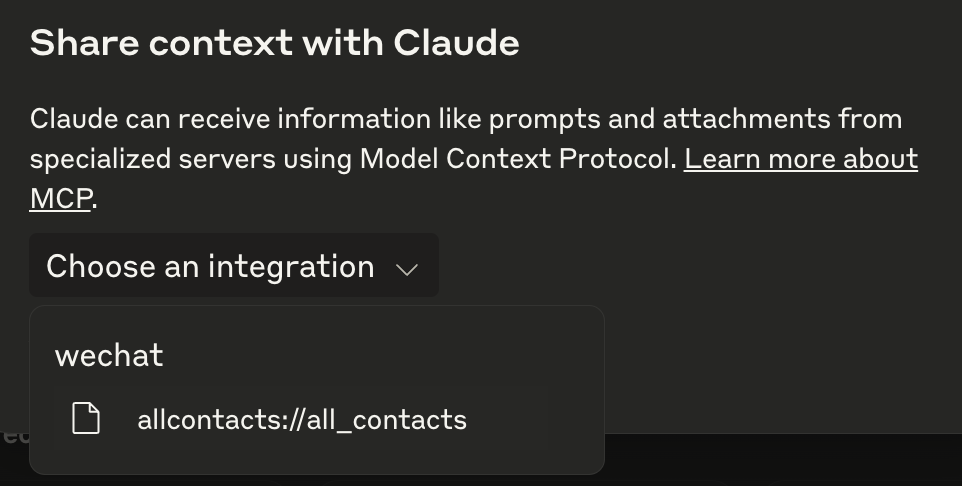 Share context with Claude
Claude can receive information like prompts and attachments from
specialized servers using Model Context Protocol. Learn more about
MCP.
Choose an integration
wechat
allcontacts://all_contacts